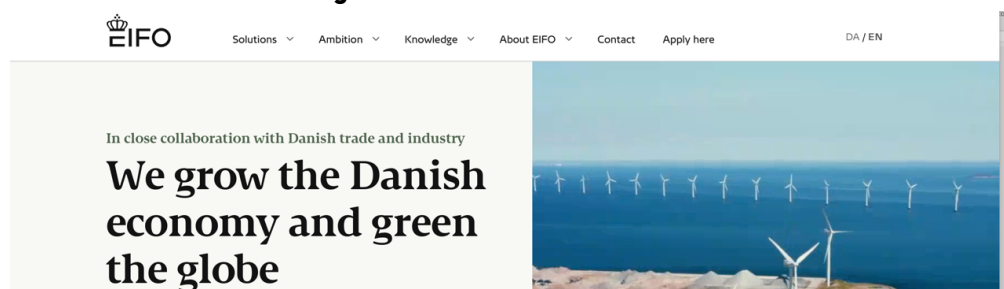 EIFO
Solutions Ambition Knowledge About EIFO Contact Apply here
DA / EN
In close collaboration with Danish trade and industry
We grow the Danish
economy and green
the globe